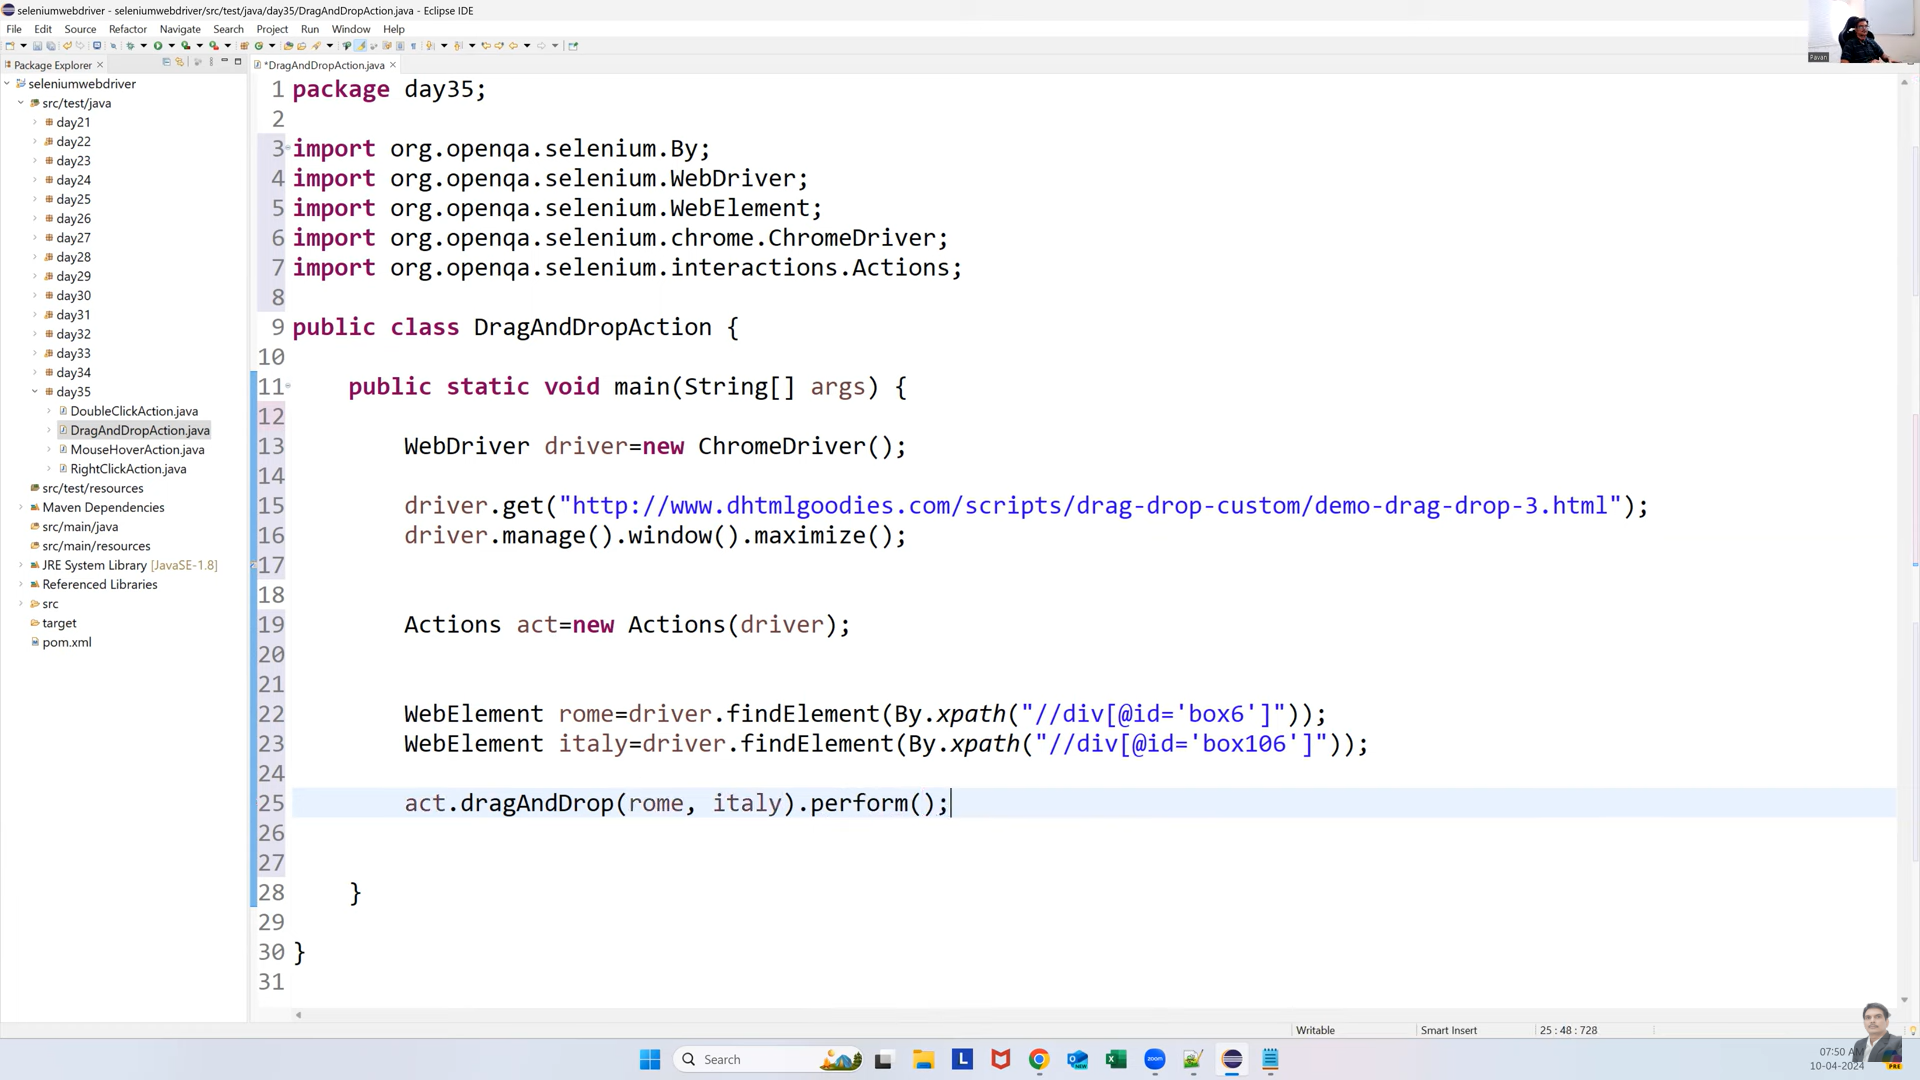 seleniumwebdriver - seleniumwebdriver/src/test/java/day35/DragAndDropAction.java - Eclipse IDE
File Edit Source Refactor Navigate Search Project Run Window Help
Pavan
Package Explorer
*DragAndDropAction.java
seleniumwebdriver
src/test/java
day21
day22
day23
day24
day25
day26
day27
day28
day29
day30
day31
day32
day33
day34
day35
DoubleClickAction.java
DragAndDropAction.java
MouseHoverAction.java
RightClickAction.java
src/test/resources
Maven Dependencies
src/main/java
src/main/resources
JRE System Library [JavaSE-1.8]
Referenced Libraries
src
target
pom.xml
1 package day35;
2
3 import org.openqa.selenium.By;
4 import org.openqa.selenium.WebDriver;
5 import org.openqa.selenium.WebElement;
6 import org.openqa.selenium.chrome.ChromeDriver;
7 import org.openqa.selenium.interactions.Actions;
8
9 public class DragAndDropAction {
10
11 public static void main(String[] args) {
12
13 WebDriver driver=new ChromeDriver();
14
15 driver.get("http://www.dhtmlgoodies.com/scripts/drag-drop-custom/demo-drag-drop-3.html");
16 driver.manage().window().maximize();
17
18
19 Actions act=new Actions(driver);
20
21
22 WebElement rome=driver.findElement(By.xpath("//div[@id='box6']"));
23 WebElement italy=driver.findElement(By.xpath("//div[@id='box106']"));
24
25 act.dragAndDrop(rome, italy).perform();
26
27
28 }
29
30 }
31
Writable Smart Insert 25 : 48 : 728
Search
L
zoom
NEW
07:50 AM
10-04-2024
PRE